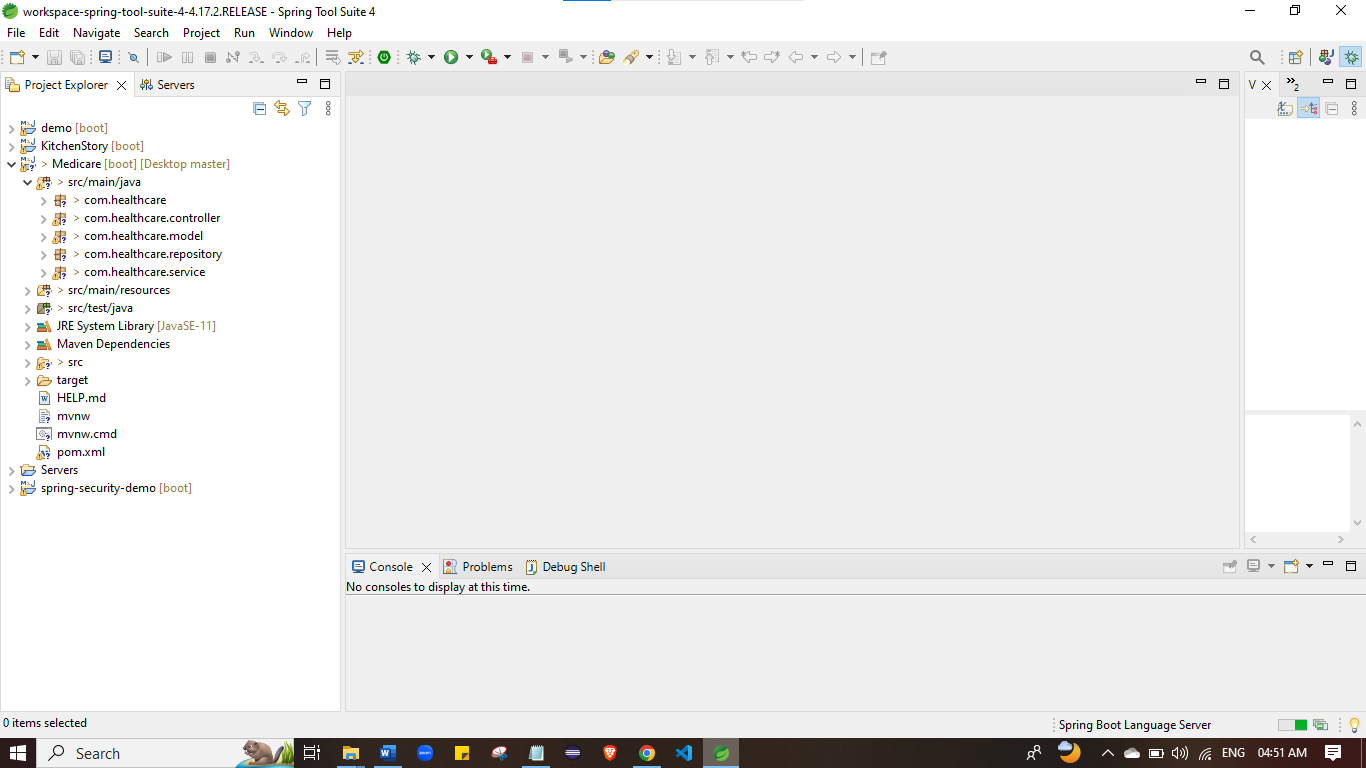 workspace-spring-tool-suite-4-4.17.2.RELEASE - Spring Tool Suite 4
File Edit Navigate Search Project Run Window Help
Project Explorer Servers
V »2
demo [boot]
KitchenStory [boot]
> Medicare [boot] [Desktop master]
> src/main/java
> com.healthcare
> com.healthcare.controller
> com.healthcare.model
> com.healthcare.repository
> com.healthcare.service
> src/main/resources
> src/test/java
JRE System Library [JavaSE-11]
Maven Dependencies
> src
target
HELP.md
mvnw
mvnw.cmd
pom.xml
Servers
spring-security-demo [boot]
Console Problems Debug Shell
No consoles to display at this time.
0 items selected
Spring Boot Language Server
Search
ENG 04:51 AM